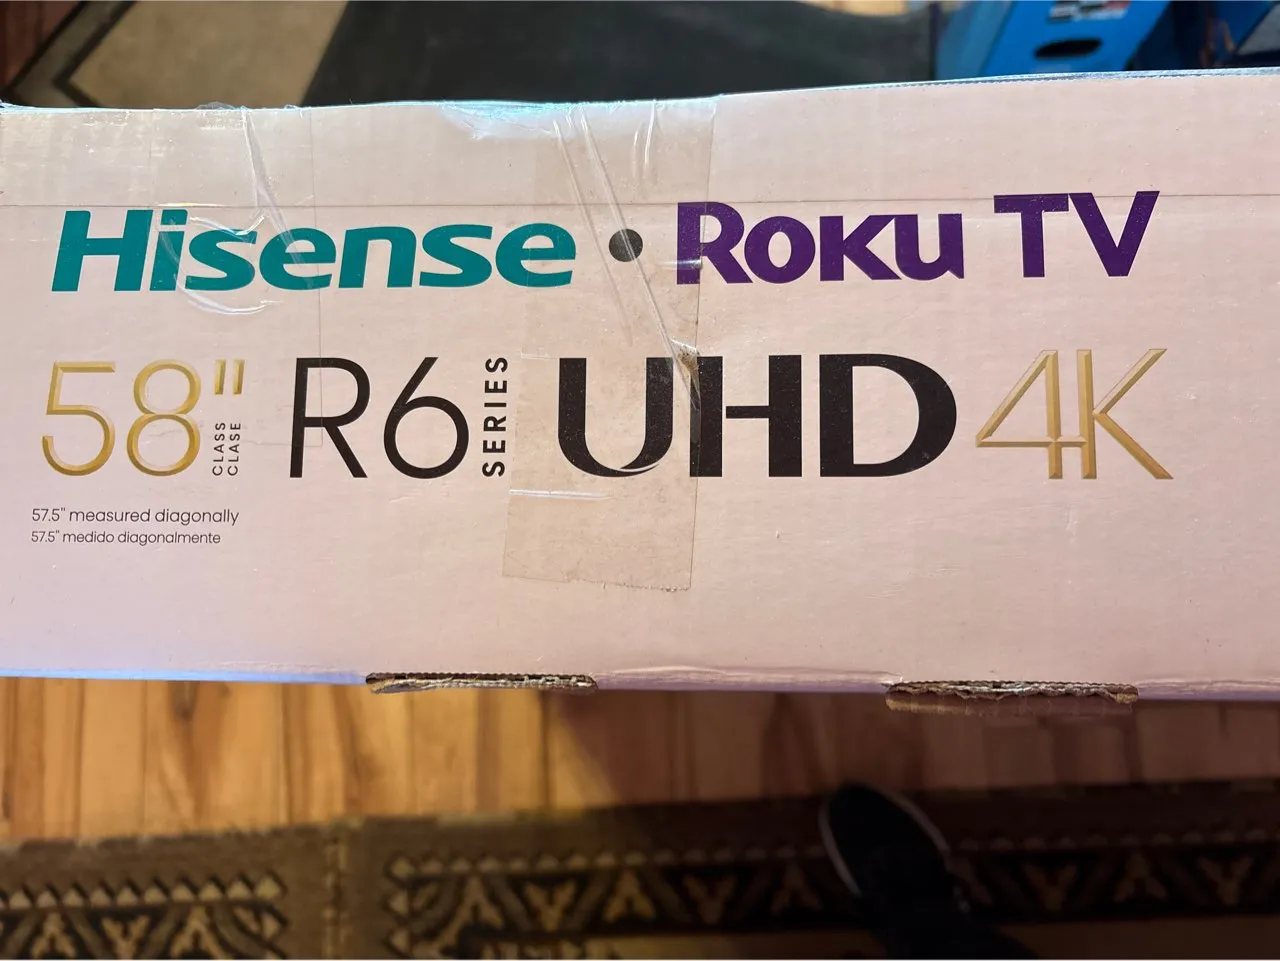 Hisense • Roku TV
58" CLASS CLASE R6 SERIES UHD 4K
57.5" measured diagonally
57.5" medido diagonalmente